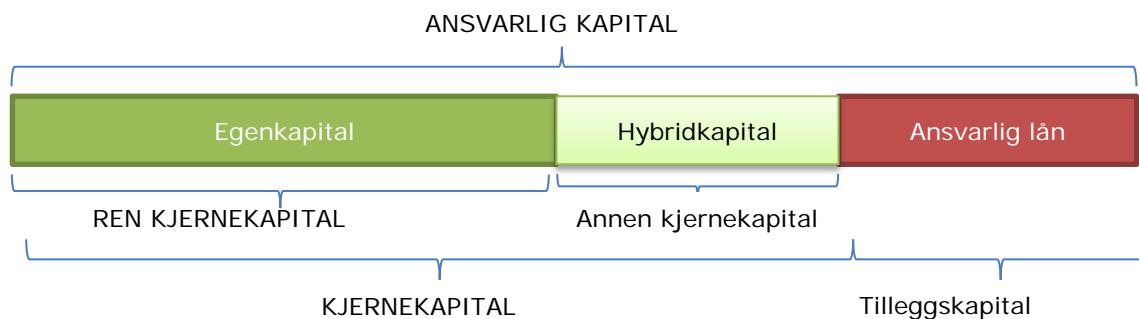 ANSVARLIG KAPITAL
Egenkapital
Hybridkapital
Ansvarlig lån
REN KJERNEKAPITAL
Annen kjernekapital
KJERNEKAPITAL
Tilleggskapital